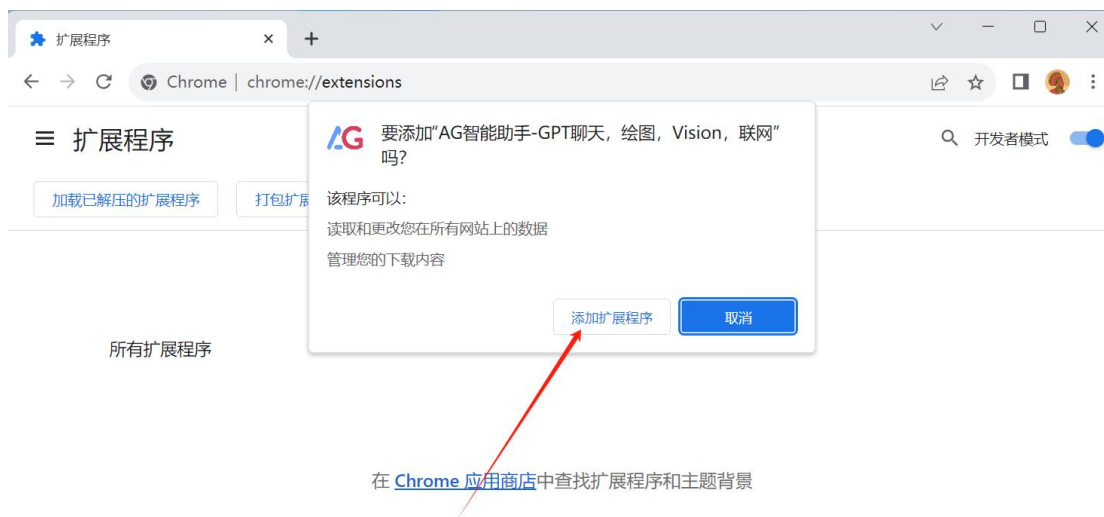 扩展程序
Chrome | chrome://extensions
扩展程序
开发者模式
加载已解压的扩展程序
打包扩展
AG
要添加“AG智能助手-GPT聊天，绘图，Vision，联网”
吗？
该程序可以：
读取和更改您在所有网站上的数据
管理您的下载内容
添加扩展程序
取消
所有扩展程序
在 Chrome 应用商店中查找扩展程序和主题背景